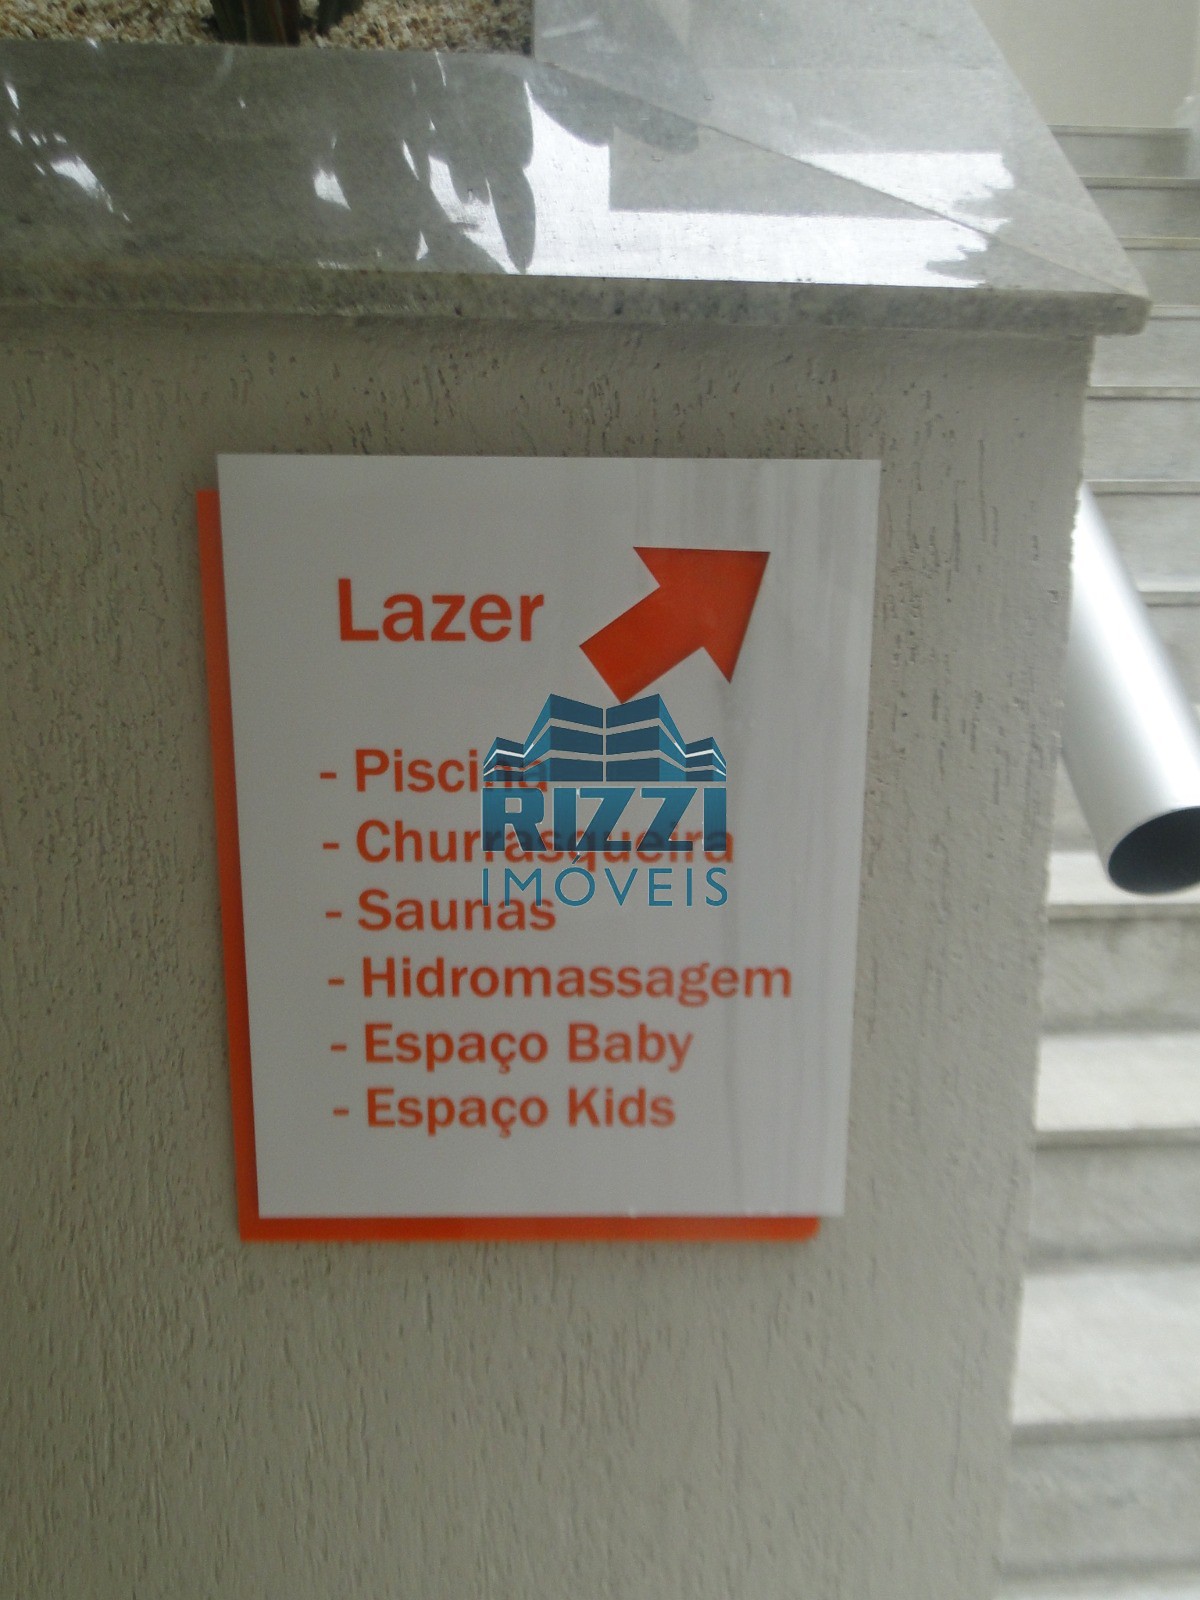 Lazer
- Piscina
- Churrasqueira
- Saunas
- Hidromassagem
- Espaço Baby
- Espaço Kids
RIZZI
IMÓVEIS